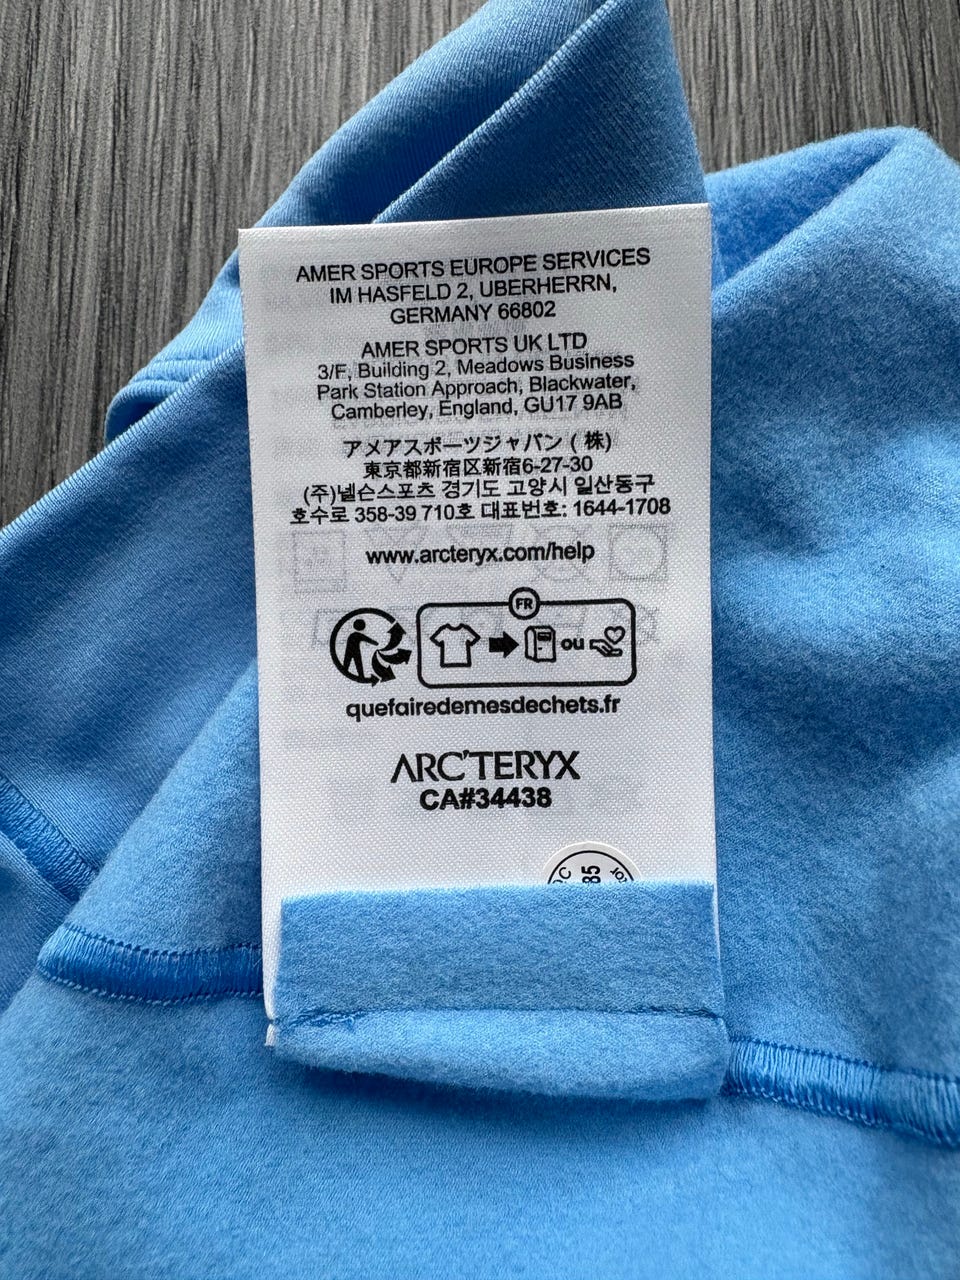 AMER SPORTS EUROPE SERVICES
IM HASFELD 2, UBERHERRN,
GERMANY 66802
AMER SPORTS UK LTD
3/F, Building 2, Meadows Business
Park Station Approach, Blackwater,
Camberley, England, GU17 9AB
アメアスポーツジャパン ( 株)
東京都新宿区新宿6-27-30
(주)넬슨스포츠 경기도 고양시 일산동구
호수로 358-39 710호 대표번호: 1644-1708
www.arcteryx.com/help
FR
ou
quefairedemesdechets.fr
ARC'TERYX
CA#34438
85